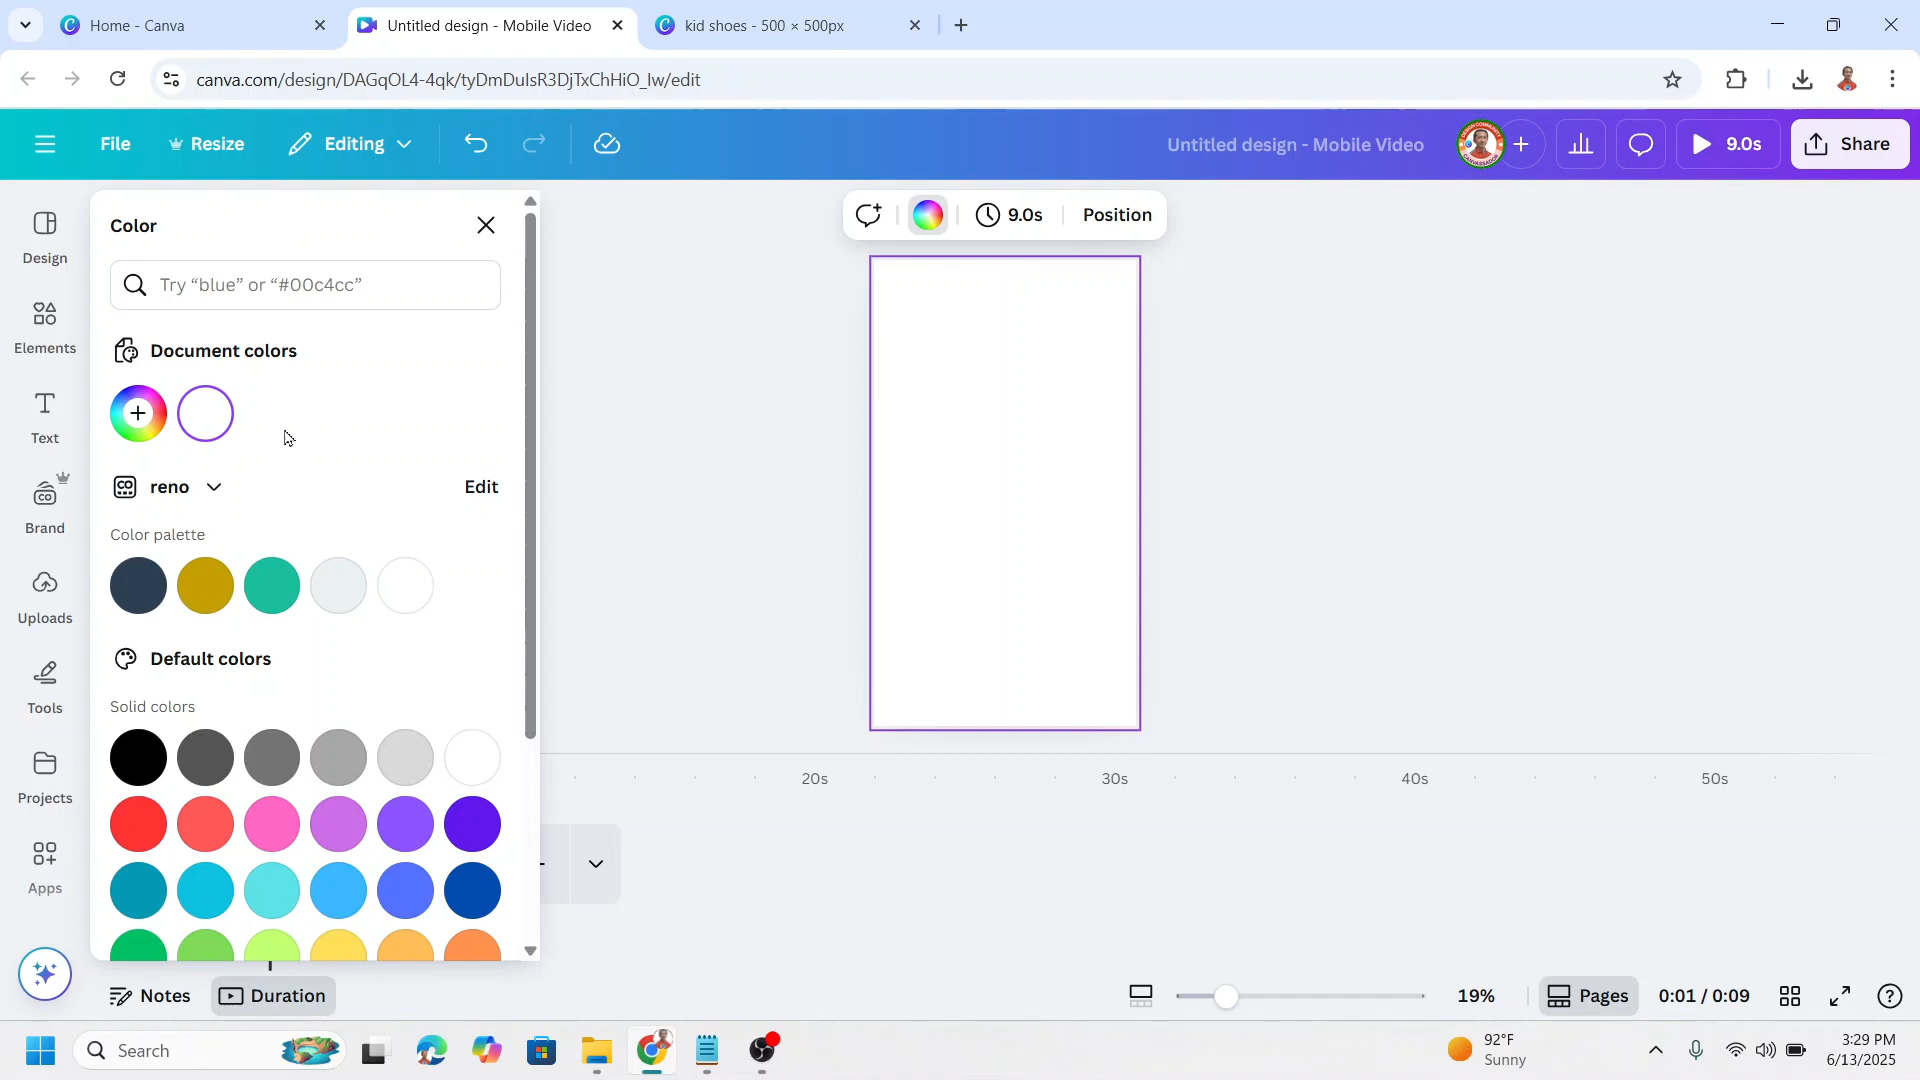 Home - Canva
Untitled design - Mobile Video
kid shoes - 500 × 500px
canva.com/design/DAGqOL4-4qk/tyDmDuIsR3DjTxChHiO_Iw/edit
File
Resize
Editing
Untitled design - Mobile Video
9.0s
Share
Design
Elements
Text
Brand
Uploads
Tools
Projects
Apps
Color
Try “blue” or “#00c4cc”
Document colors
reno
Edit
Color palette
Default colors
Solid colors
9.0s
Position
20s
30s
40s
50s
Notes
Duration
19%
Pages
0:01 / 0:09
Search
92°F
Sunny
3:29 PM
6/13/2025